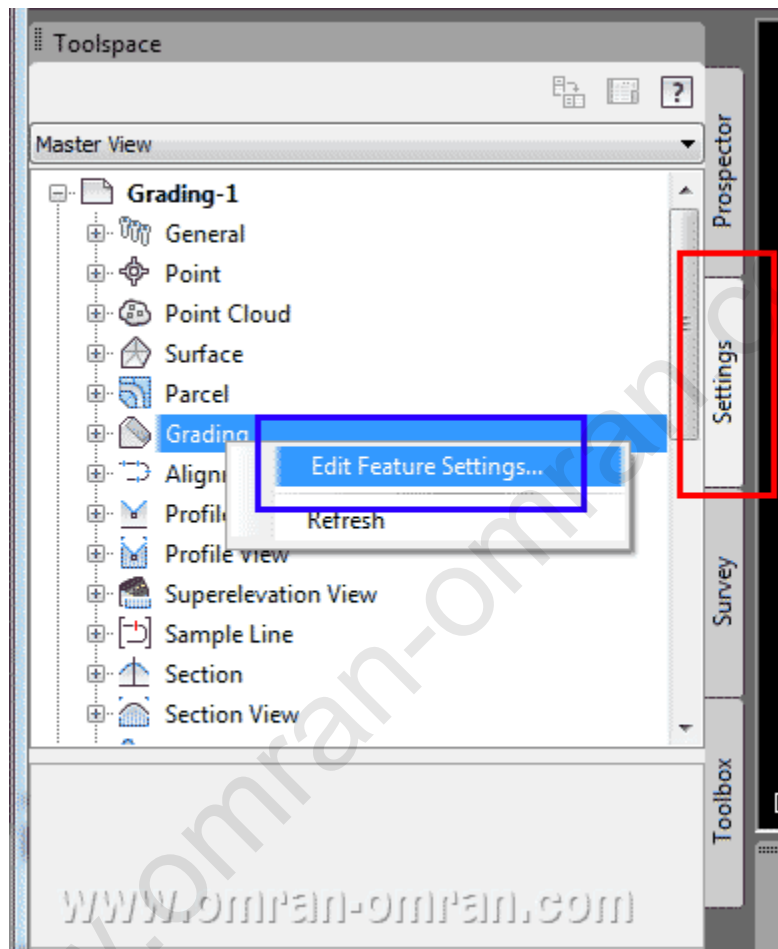 Toolspace
?
Master View
Prospector
Grading-1
General
Point
Point Cloud
Surface
Settings
Parcel
Grading
Edit Feature Settings...
Refresh
Profile View
Survey
Superelevation View
Sample Line
Section
Section View
Toolbox
www.omran-omran.com